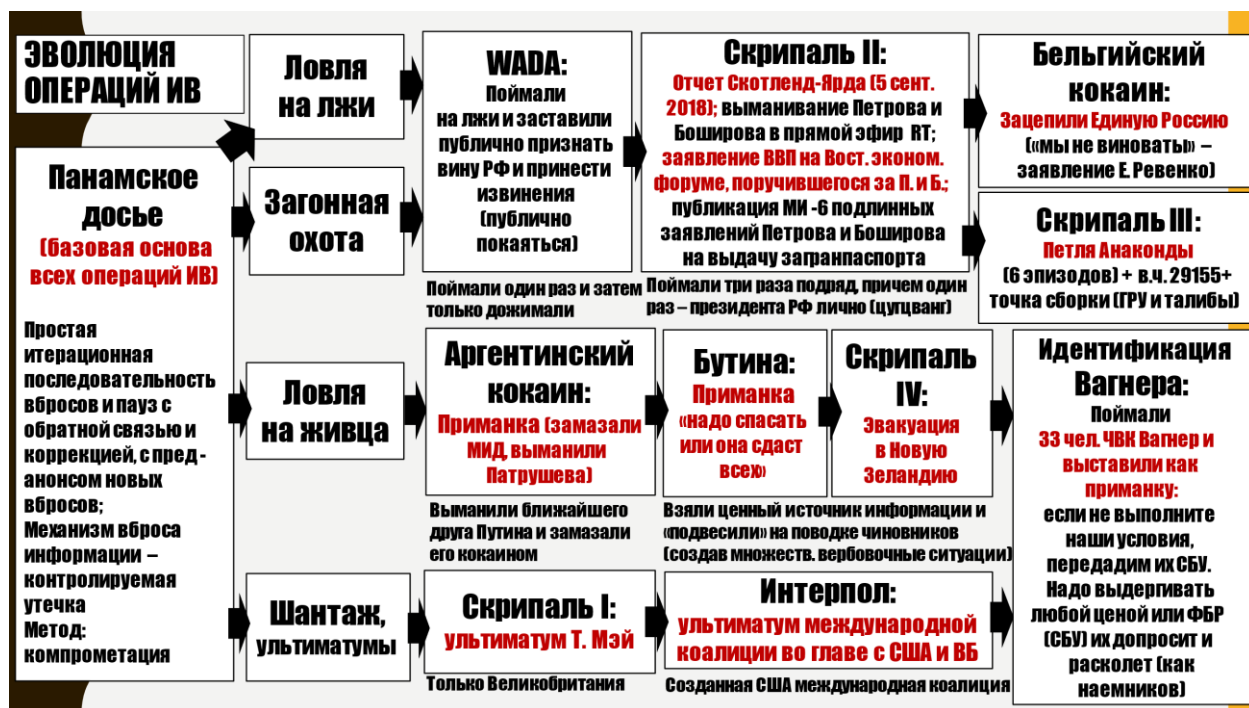 ЭВОЛЮЦИЯ
ОПЕРАЦИЙ ИВ
Панамское
досье
(базовая основа
всех операций ИВ)
Простая
итерационная
последовательность
вбросов и пауз с
обратной связью и
коррекцией, с пред-
анонсом новых
вбросов;
Механизм вброса
информации –
контролируемая
утечка
Метод:
компрометация
Ловля
на лжи
Загонная
охота
WADA:
Поймали
на лжи и заставили
публично признать
вину РФ и принести
извинения
(публично
покаяться)
Поймали один раз и затем
только дожимали
Скрипаль II:
Отчет Скотленд-Ярда (5 сент.
2018); выманивание Петрова и
Боширова в прямой эфир RT;
заявление ВВП на Вост. эконом.
форуме, поручившегося за П. и Б.;
публикация МИ -6 подлинных
заявлений Петрова и Боширова
на выдачу загранпаспорта
Поймали три раза подряд, причем один
раз – президента РФ лично (цугцванг)
Бельгийский
кокаин:
Зацепили Единую Россию
(«мы не виноваты» –
заявление Е. Ревенко)
Скрипаль III:
Петля Анаконды
(6 эпизодов) + в.ч. 29155+
точка сборки (ГРУ и талибы)
Ловля
на живца
Аргентинский
кокаин:
Приманка (замазали
МИД, выманили
Патрушева)
Выманили ближайшего
друга Путина и замазали
его кокаином
Бутина:
Приманка
«надо спасать
или она сдаст
всех»
Скрипаль
IV:
Эвакуация
в Новую
Зеландию
Взяли ценный источник информации и
«подвесили» на поводке чиновников
(создав множеств. вербовочные ситуации)
Идентификация
Вагнера:
Поймали
33 чел. ЧВК Вагнер и
выставили как
приманку:
если не выполните
наши условия,
передадим их СБУ.
Надо выдергивать
любой ценой или ФБР
(СБУ) их допросит и
расколет (как
наемников)
Шантаж,
ультиматумы
Скрипаль I:
ультиматум Т. Мэй
Только Великобритания
Интерпол:
ультиматум международной
коалиции во главе с США и ВБ
Созданная США международная коалиция